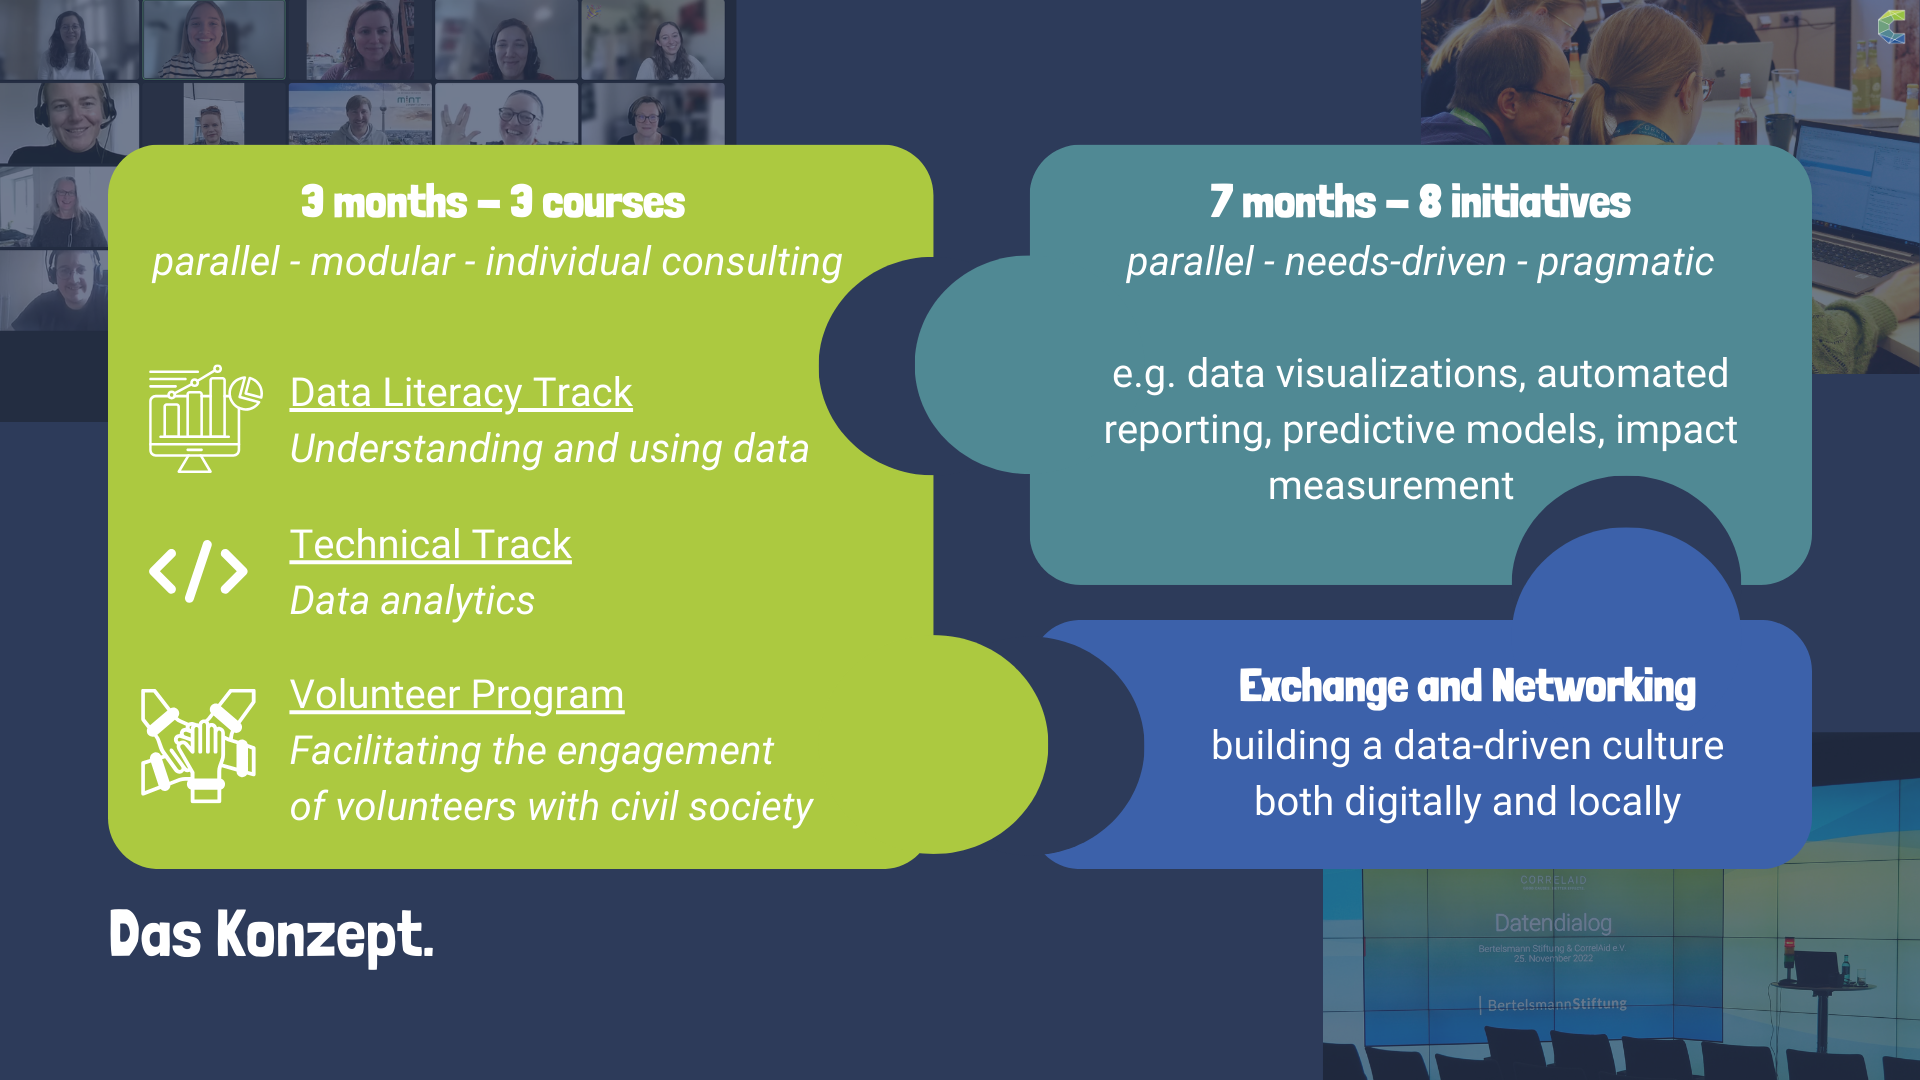 3 months – 3 courses
parallel - modular - individual consulting
Data Literacy Track
Understanding and using data
Technical Track
Data analytics
Volunteer Program
Facilitating the engagement
of volunteers with civil society
7 months – 8 initiatives
parallel - needs-driven - pragmatic
e.g. data visualizations, automated
reporting, predictive models, impact
measurement
Exchange and Networking
building a data-driven culture
both digitally and locally
Das Konzept.
mint
CORRELAID
Datendialog
Bertelsmann Stiftung & CorrelAid e.V.
25. November 2022
BertelsmannStiftung